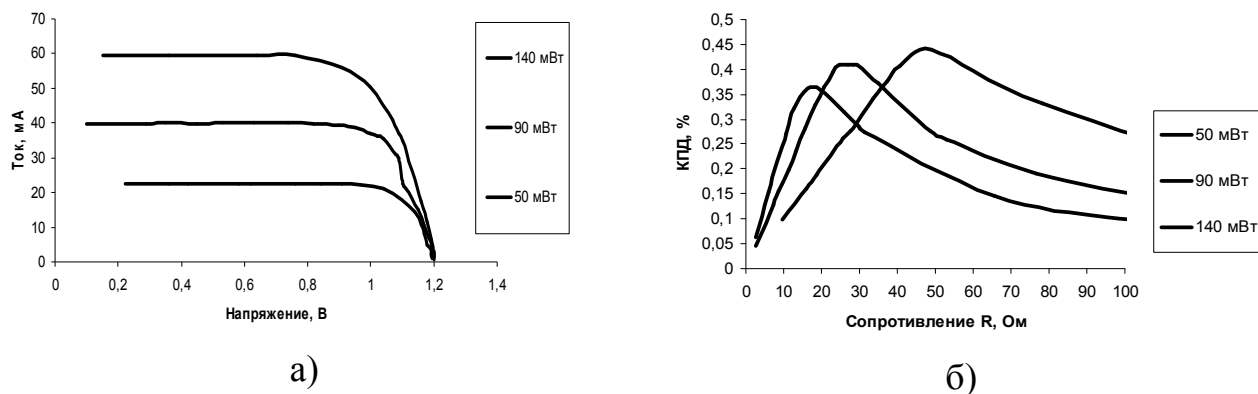 70
60
50
40
30
20
10
0
Ток, мА
0 0,2 0,4 0,6 0,8 1 1,2 1,4
Напряжение, В
140 мВт
90 мВт
50 мВт
а)
0,5
0,45
0,4
0,35
0,3
0,25
0,2
0,15
0,1
0,05
0
КПД, %
0 10 20 30 40 50 60 70 80 90 100
Сопротивление R, Ом
50 мВт
90 мВт
140 мВт
б)